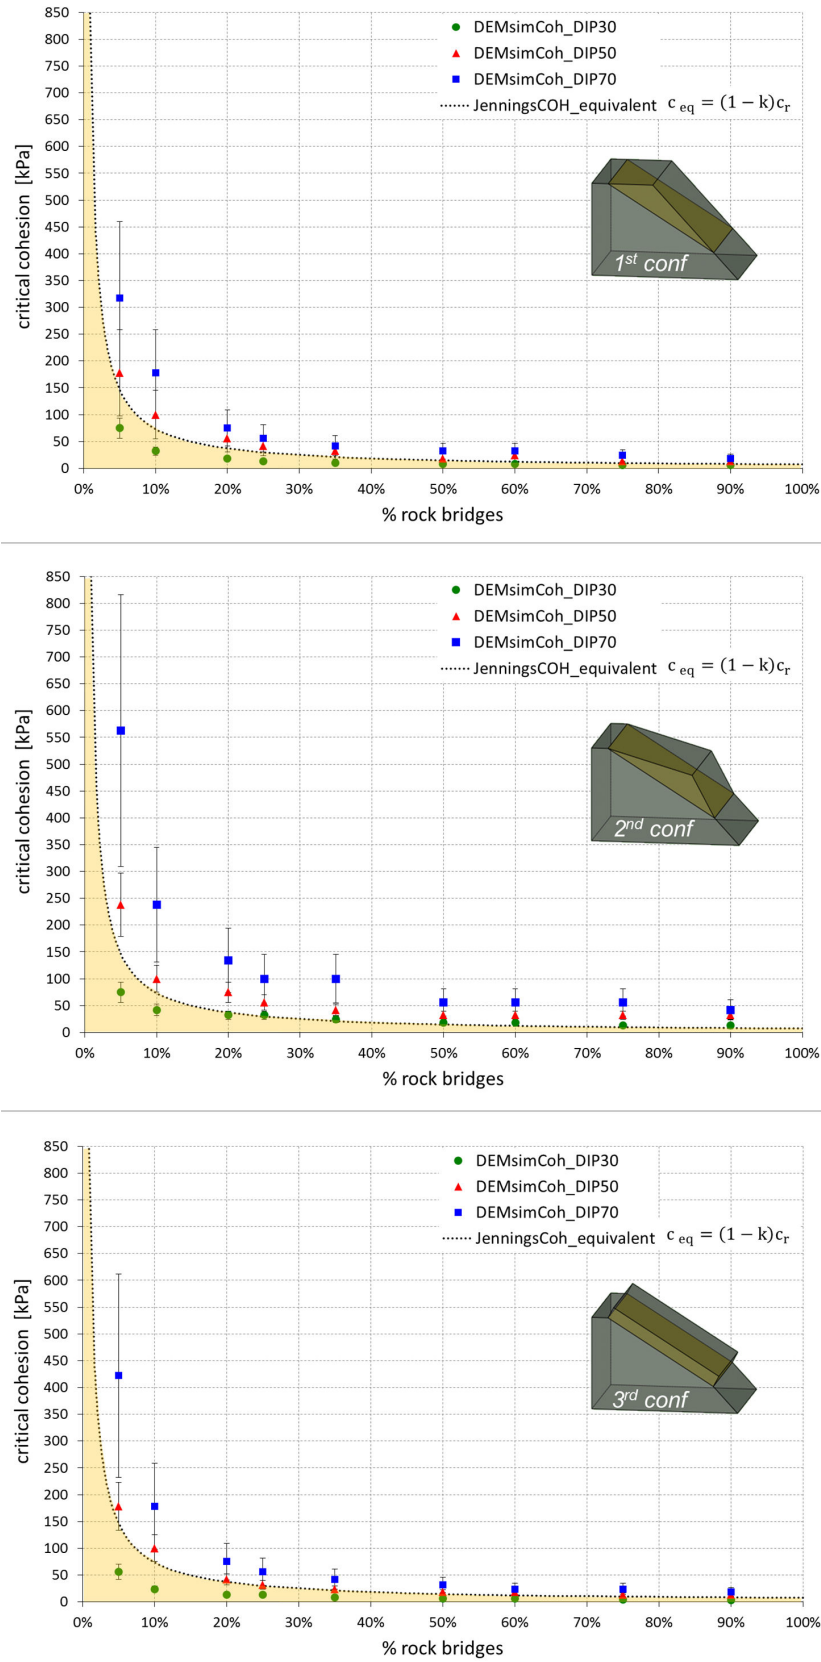 850
800
750
700
650
600
550
500
450
400
350
300
250
200
150
100
50
0
critical cohesion [kPa]
DEMsimCoh_DIP30
DEMsimCoh_DIP50
DEMsimCoh_DIP70
JenningsCOH_equivalent c eq = (1 − k)cr
1st conf
0% 10% 20% 30% 40% 50% 60% 70% 80% 90% 100%
% rock bridges
850
800
750
700
650
600
550
500
450
400
350
300
250
200
150
100
50
0
critical cohesion [kPa]
DEMsimCoh_DIP30
DEMsimCoh_DIP50
DEMsimCoh_DIP70
JenningsCOH_equivalent c eq = (1 − k)cr
2nd conf
0% 10% 20% 30% 40% 50% 60% 70% 80% 90% 100%
% rock bridges
850
800
750
700
650
600
550
500
450
400
350
300
250
200
150
100
50
0
critical cohesion [kPa]
DEMsimCoh_DIP30
DEMsimCoh_DIP50
DEMsimCoh_DIP70
JenningsCoh_equivalent c eq = (1 − k)cr
3rd conf
0% 10% 20% 30% 40% 50% 60% 70% 80% 90% 100%
% rock bridges